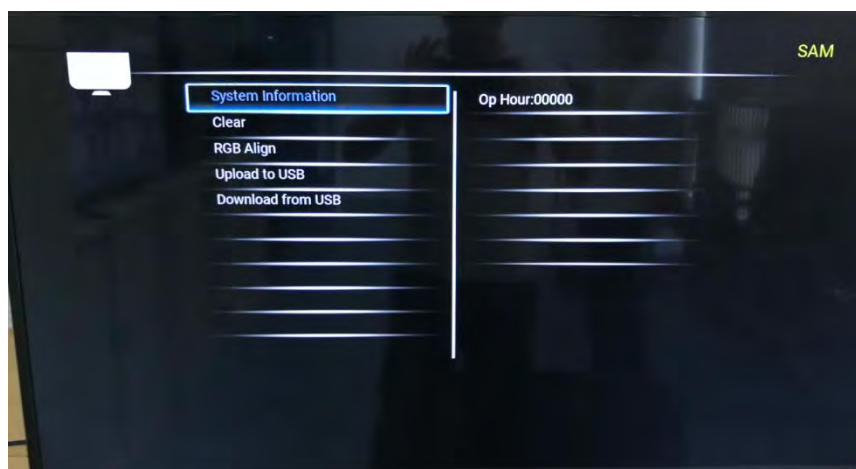 SAM
System Information
Op Hour:00000
Clear
RGB Align
Upload to USB
Download from USB